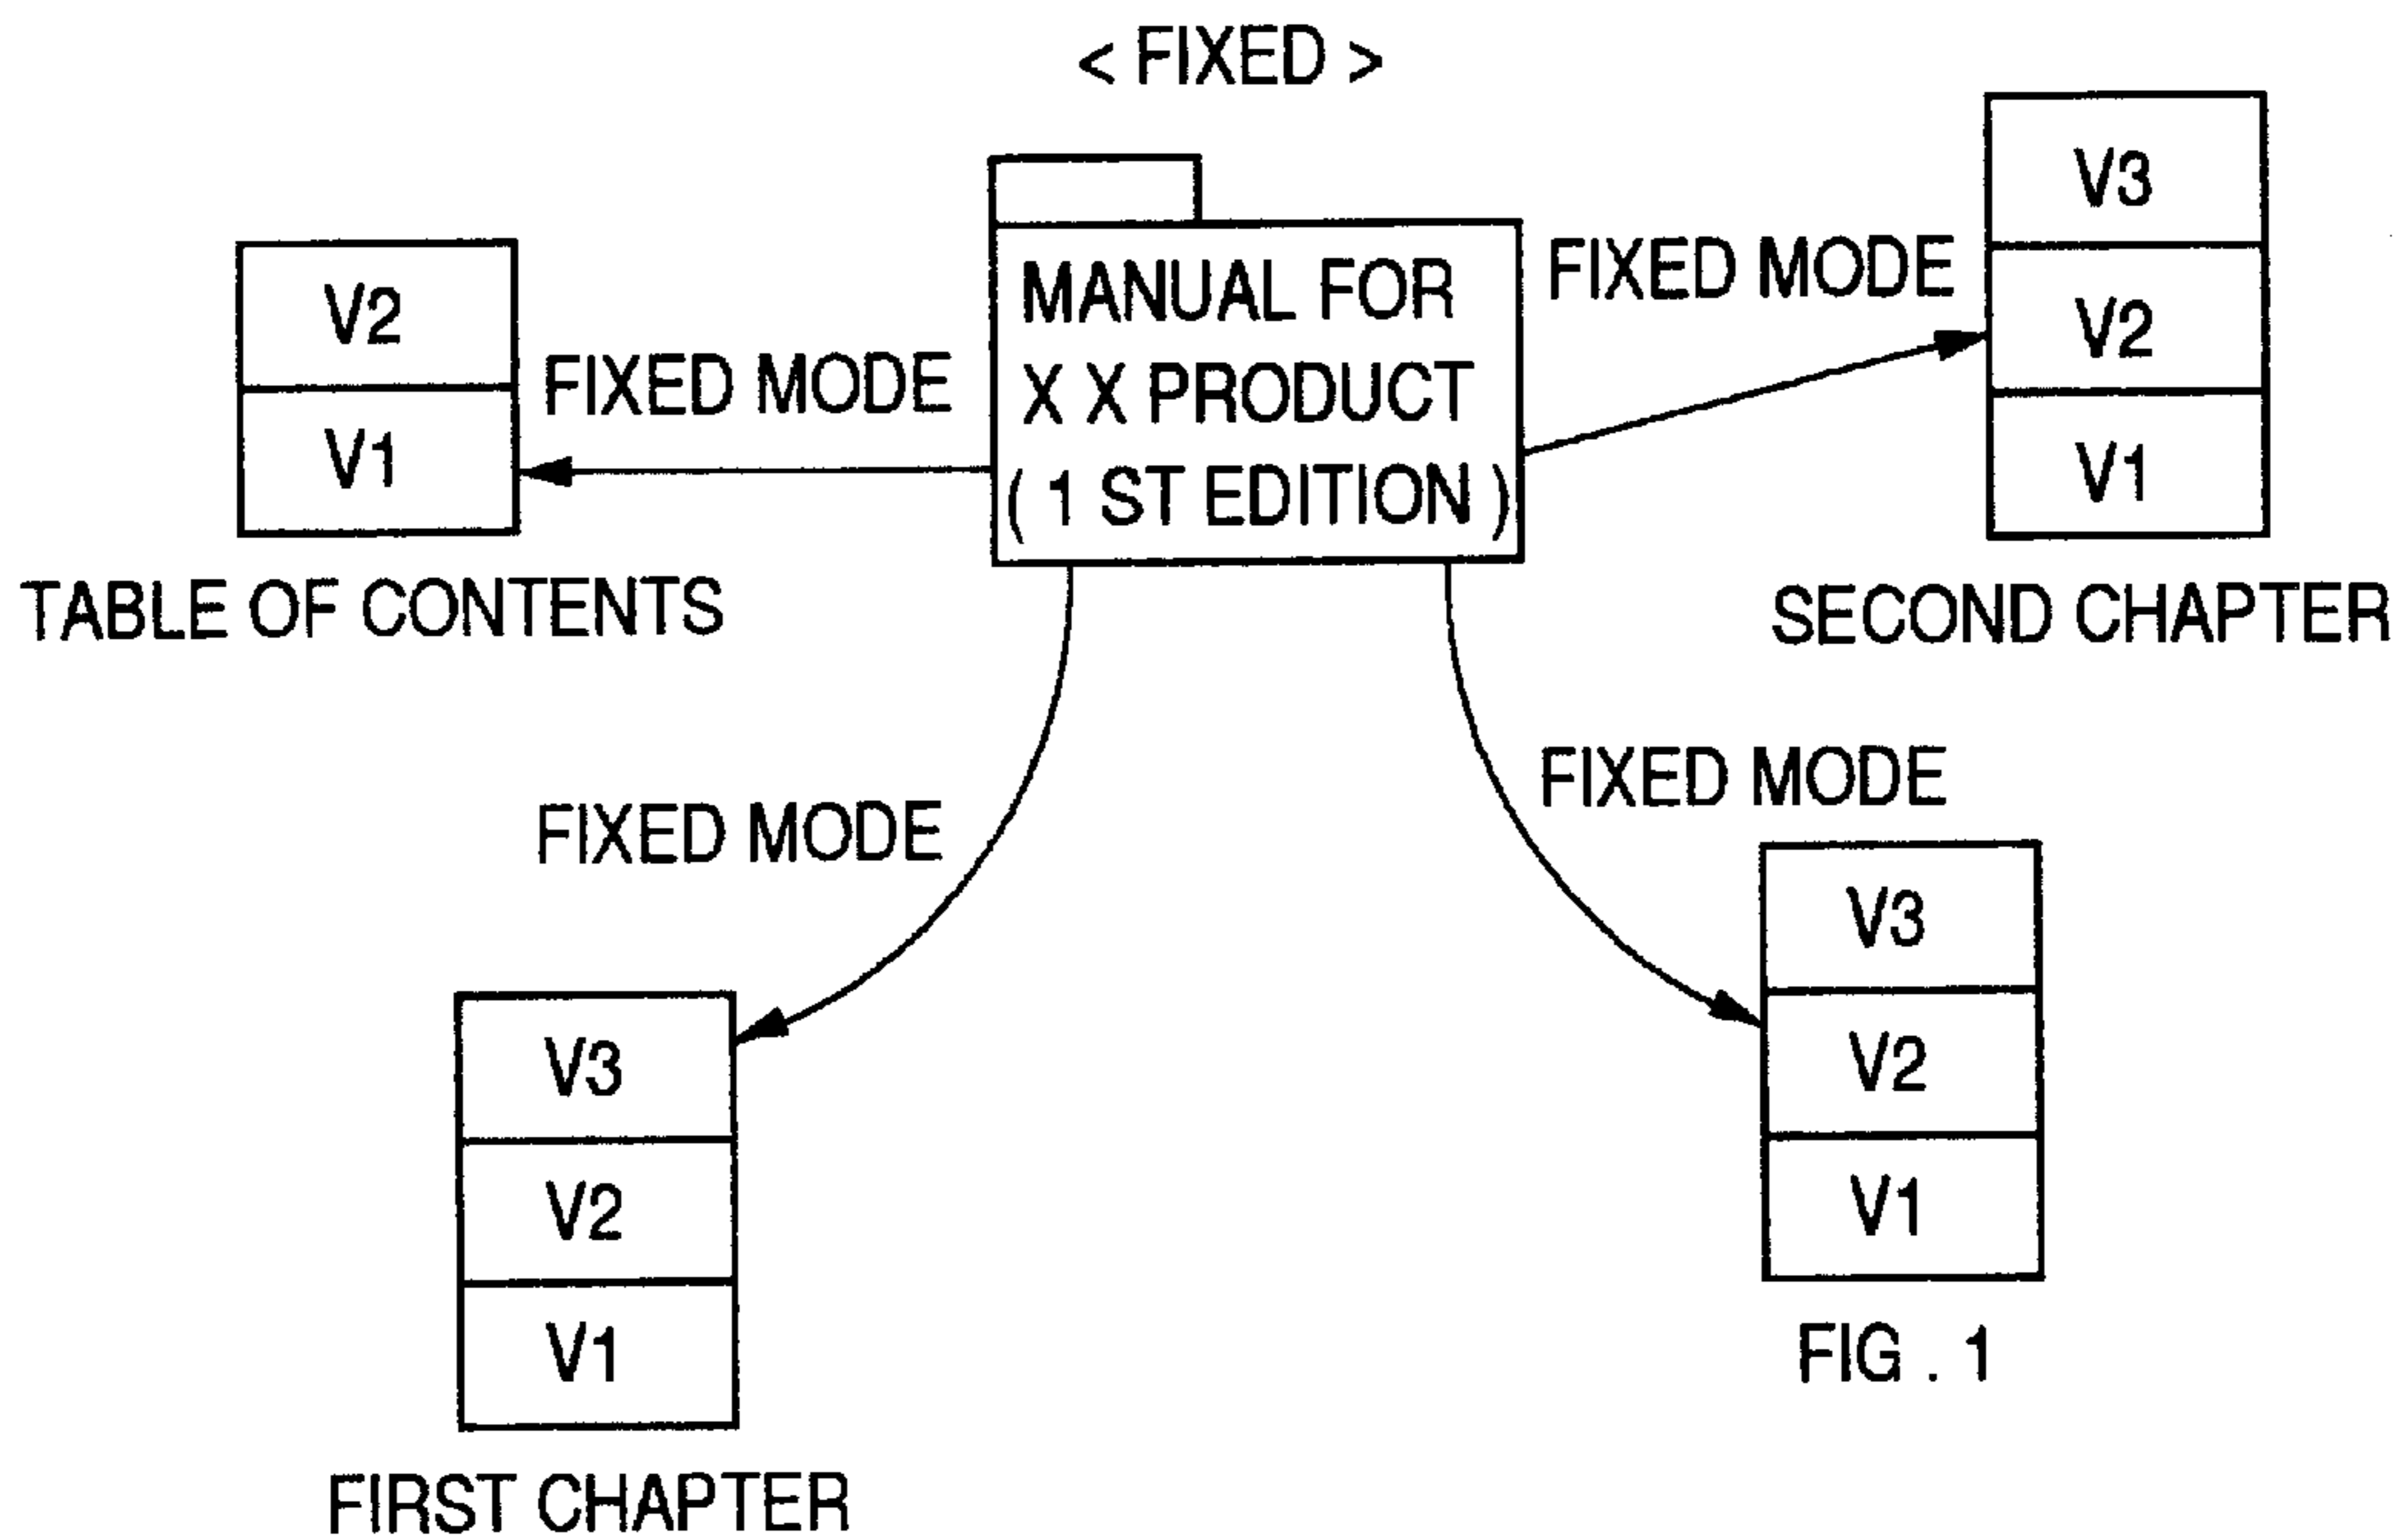 < FIXED >
V2
V1
TABLE OF CONTENTS
FIXED MODE
MANUAL FOR
X X PRODUCT
( 1 ST EDITION )
FIXED MODE
V3
V2
V1
SECOND CHAPTER
FIXED MODE
V3
V2
V1
FIRST CHAPTER
FIXED MODE
V3
V2
V1
FIG . 1